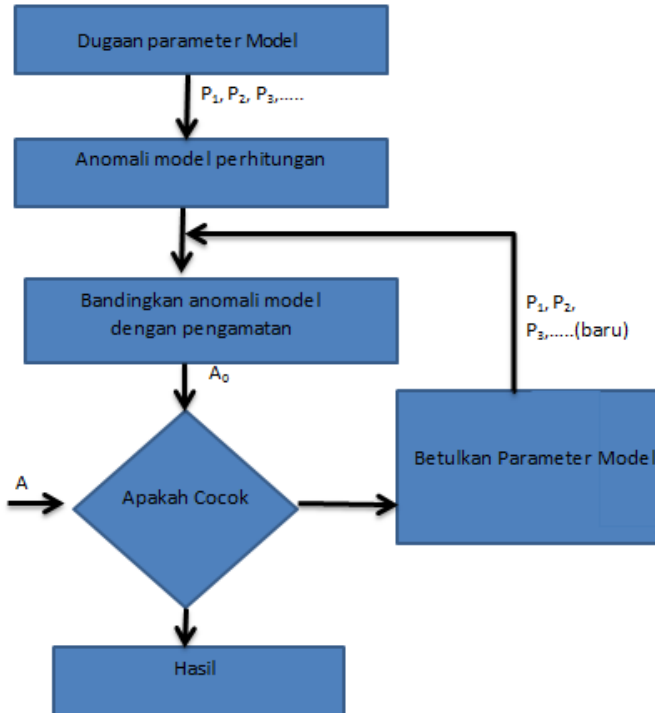 Dugaan parameter Model
P₁, P₂, P₃,.....
Anomali model perhitungan
Bandingkan anomali model
dengan pengamatan
P₁, P₂,
P₃,.....(baru)
A₀
Betulkan Parameter Model
A
Apakah Cocok
Hasil